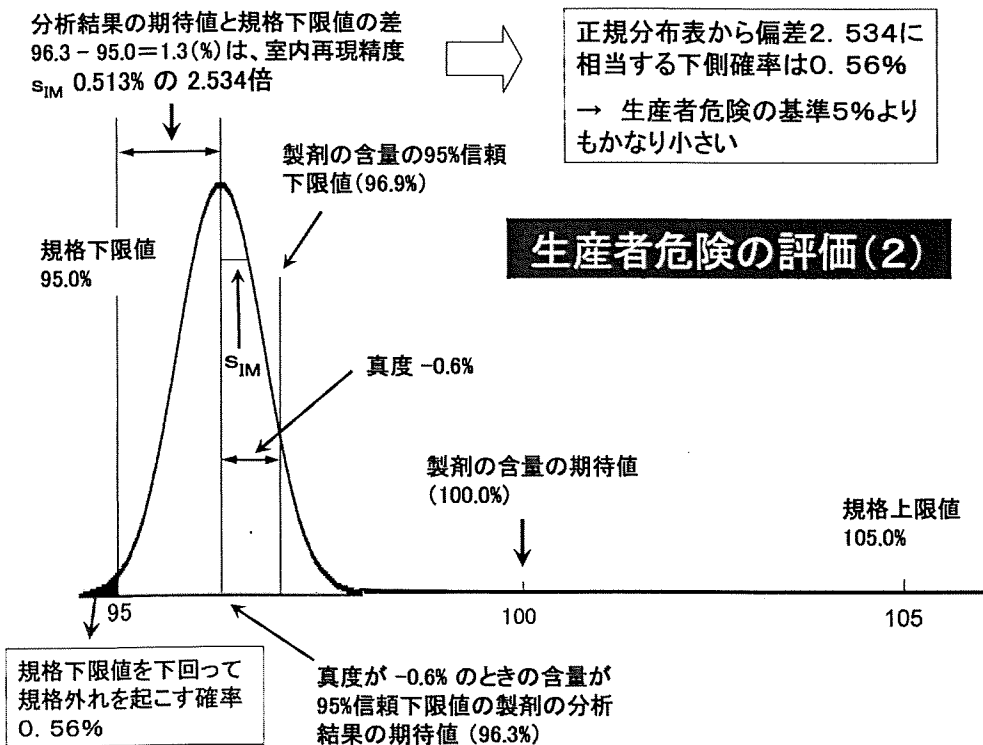 分析結果の期待値と規格下限値の差
96.3 − 95.0=1.3(%)は、室内再現精度
sIM 0.513% の 2.534倍
正規分布表から偏差2．534に
相当する下側確率は0．56%
→ 生産者危険の基準5%より
もかなり小さい
製剤の含量の95%信頼
下限値(96.9%)
生産者危険の評価(2)
規格下限値
95.0%
sIM
真度 −0.6%
製剤の含量の期待値
(100.0%)
規格上限値
105.0%
95
100
105
規格下限値を下回って
規格外れを起こす確率
0．56%
真度が −0.6% のときの含量が
95%信頼下限値の製剤の分析
結果の期待値 (96.3%)